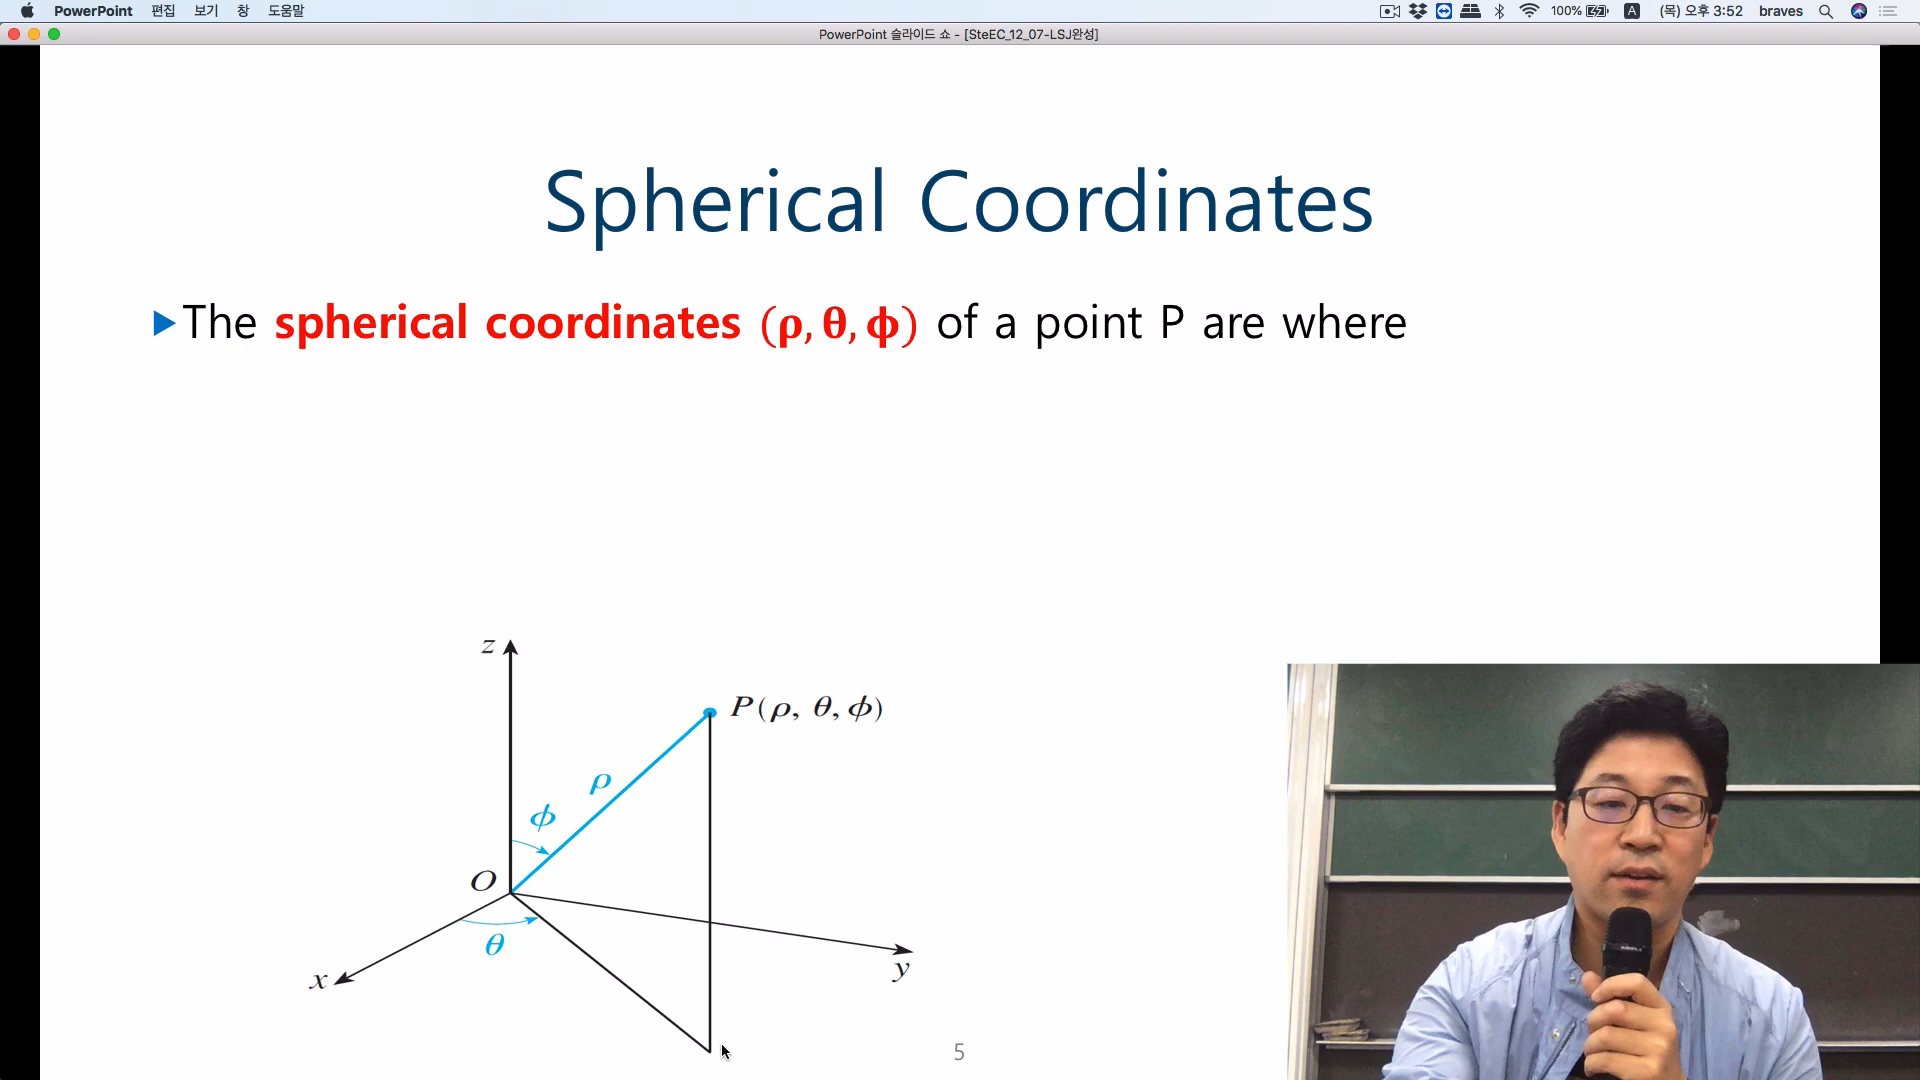 PowerPoint 편집 보기 창 도움말 100% A (목) 오후 3:52 braves
PowerPoint 슬라이드 쇼 - [SteEC_12_07-LSJ완성]
Spherical Coordinates
▶The spherical coordinates (ρ, θ, ϕ) of a point P are where
z
P(ρ, θ, ϕ)
ρ
ϕ
O
θ
x
y
5